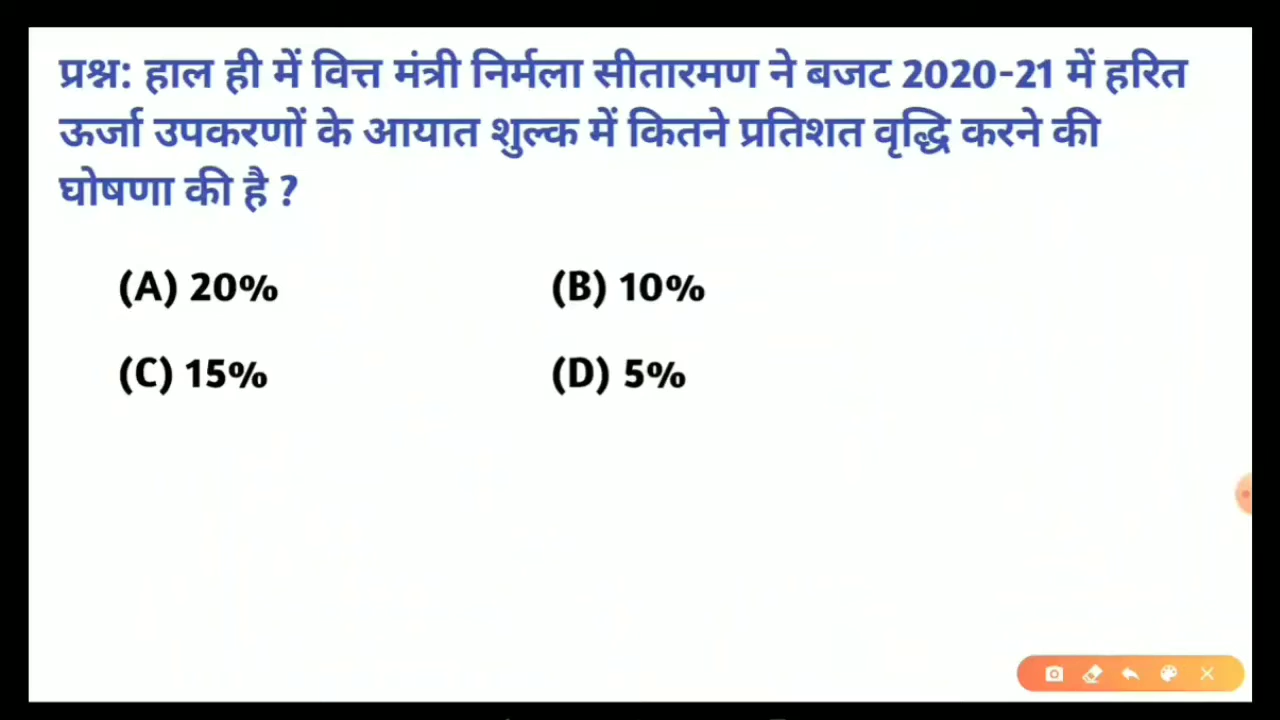 प्रश्न: हाल ही में वित्त मंत्री निर्मला सीतारमण ने बजट 2020-21 में हरित
ऊर्जा उपकरणों के आयात शुल्क में कितने प्रतिशत वृद्धि करने की
घोषणा की है ?
(A) 20% (B) 10%
(C) 15% (D) 5%